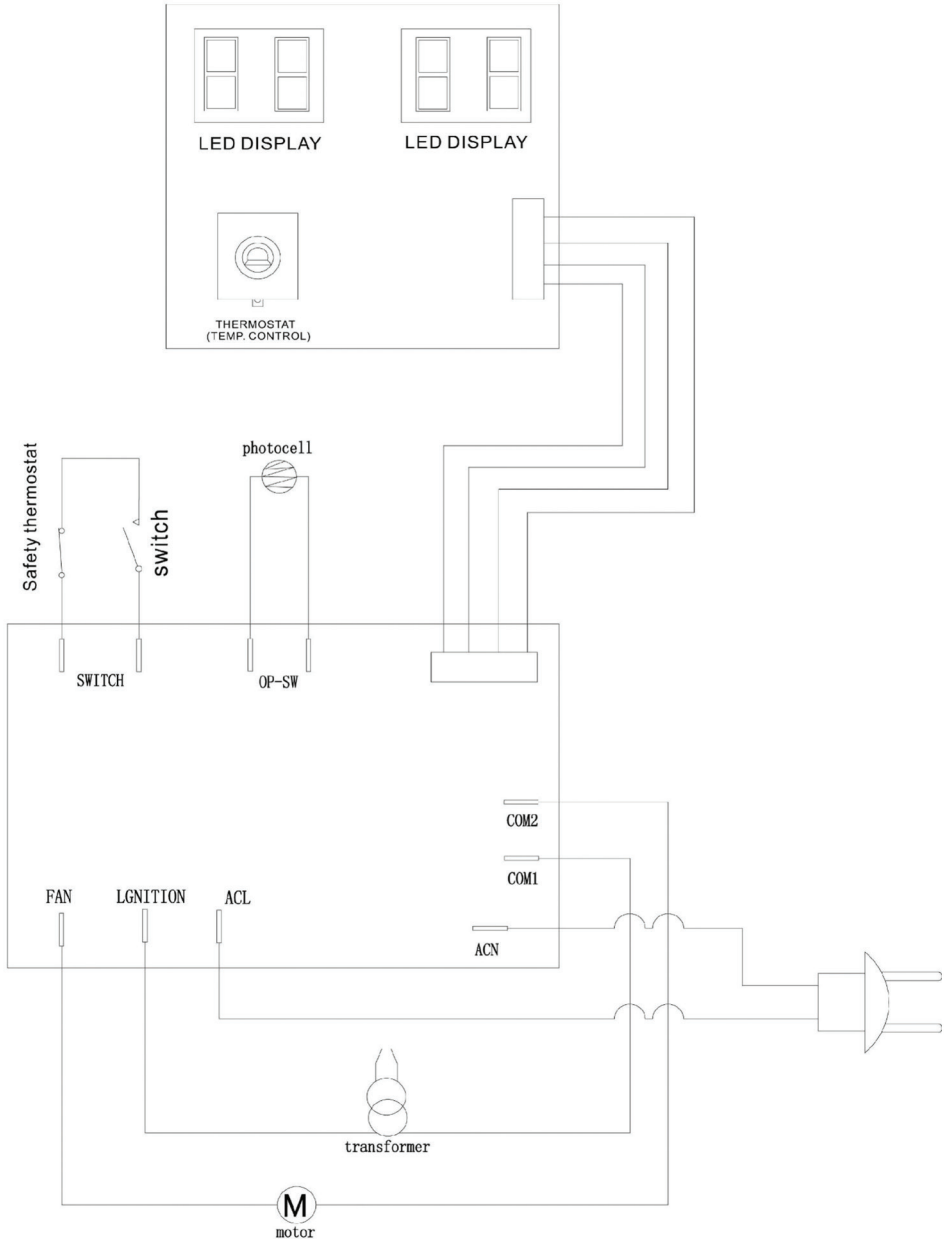 LED DISPLAY
LED DISPLAY
THERMOSTAT
(TEMP. CONTROL)
Safety thermostat
switch
photocell
SWITCH
OP-SW
COM2
COM1
FAN
LGNITION
ACL
ACN
transformer
M
motor